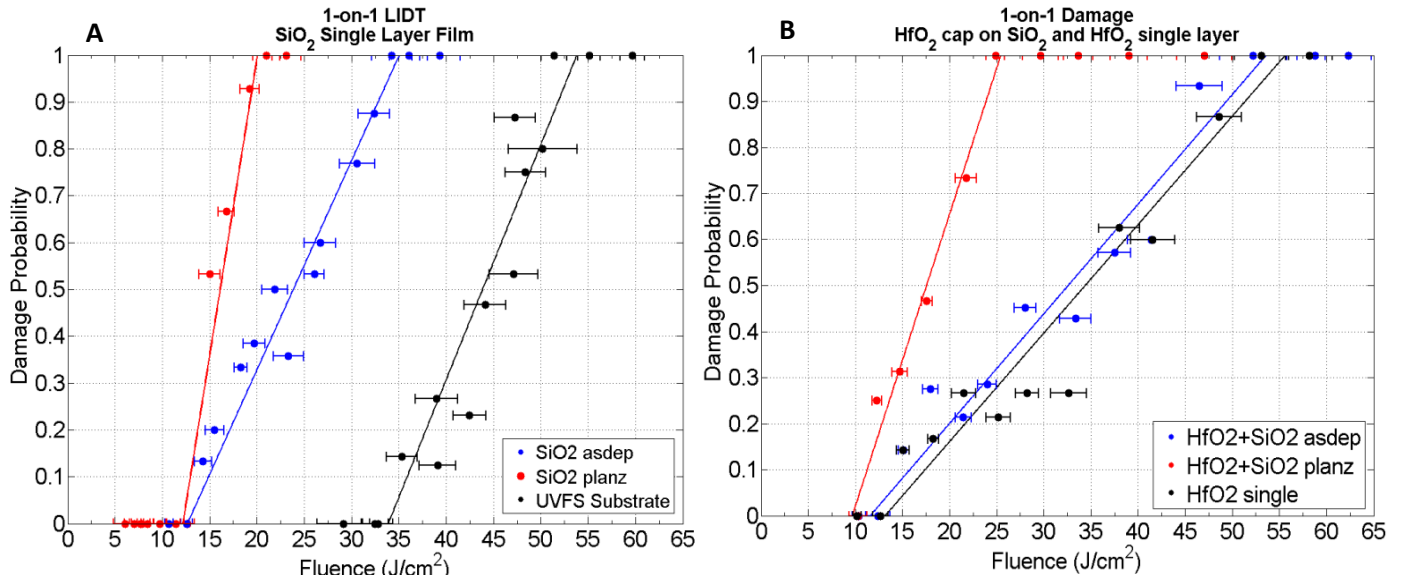 A
1-on-1 LIDT
SiO2 Single Layer Film
Damage Probability
1
0.9
0.8
0.7
0.6
0.5
0.4
0.3
0.2
0.1
0
SiO2 asdep
SiO2 planz
UVFS Substrate
0 5 10 15 20 25 30 35 40 45 50 55 60 65
Fluence (J/cm2)
B
1-on-1 Damage
HfO2 cap on SiO2 and HfO2 single layer
Damage Probability
1
0.9
0.8
0.7
0.6
0.5
0.4
0.3
0.2
0.1
0
HfO2+SiO2 asdep
HfO2+SiO2 planz
HfO2 single
0 5 10 15 20 25 30 35 40 45 50 55 60 65
Fluence (J/cm2)